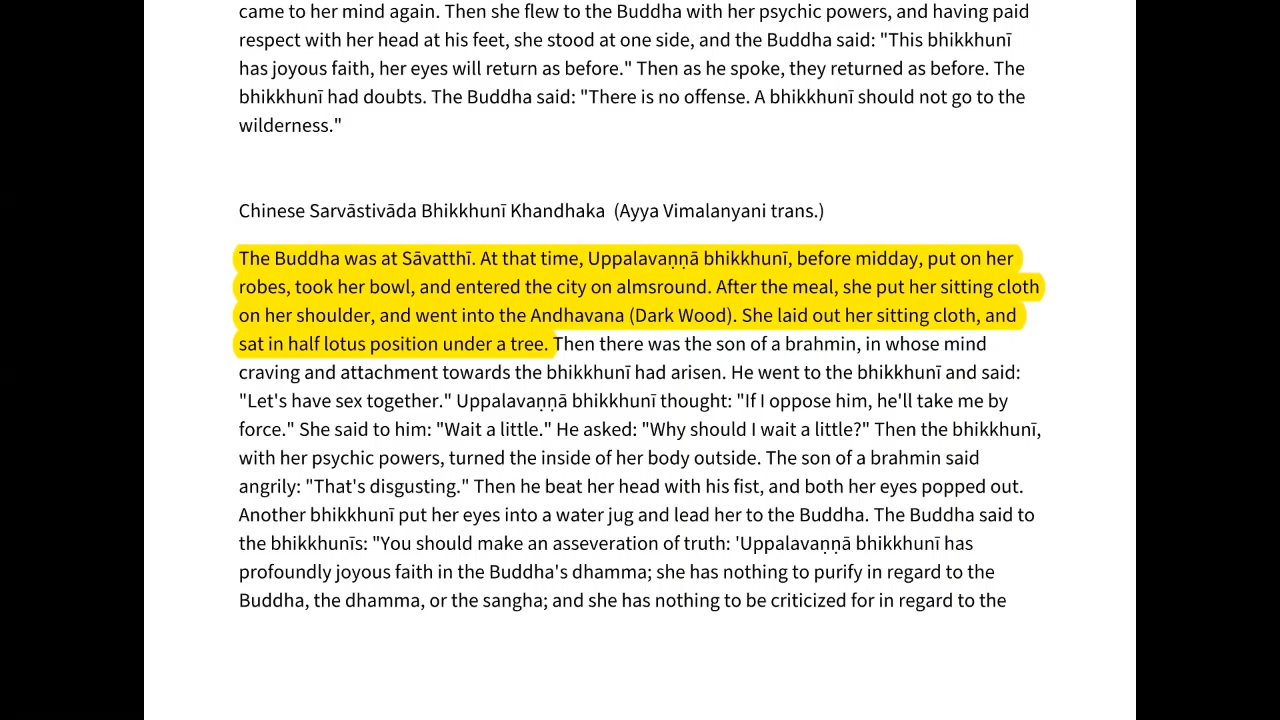 came to her mind again. Then she flew to the Buddha with her psychic powers, and having paid
respect with her head at his feet, she stood at one side, and the Buddha said: "This bhikkhunī
has joyous faith, her eyes will return as before." Then as he spoke, they returned as before. The
bhikkhunī had doubts. The Buddha said: "There is no offense. A bhikkhunī should not go to the
wilderness."
Chinese Sarvāstivāda Bhikkhunī Khandhaka (Ayya Vimalanyani trans.)
The Buddha was at Sāvatthī. At that time, Uppalavaṇṇā bhikkhunī, before midday, put on her
robes, took her bowl, and entered the city on almsround. After the meal, she put her sitting cloth
on her shoulder, and went into the Andhavana (Dark Wood). She laid out her sitting cloth, and
sat in half lotus position under a tree. Then there was the son of a brahmin, in whose mind
craving and attachment towards the bhikkhunī had arisen. He went to the bhikkhunī and said:
"Let's have sex together." Uppalavaṇṇā bhikkhunī thought: "If I oppose him, he'll take me by
force." She said to him: "Wait a little." He asked: "Why should I wait a little?" Then the bhikkhunī,
with her psychic powers, turned the inside of her body outside. The son of a brahmin said
angrily: "That's disgusting." Then he beat her head with his fist, and both her eyes popped out.
Another bhikkhunī put her eyes into a water jug and lead her to the Buddha. The Buddha said to
the bhikkhunīs: "You should make an asseveration of truth: 'Uppalavaṇṇā bhikkhunī has
profoundly joyous faith in the Buddha's dhamma; she has nothing to purify in regard to the
Buddha, the dhamma, or the sangha; and she has nothing to be criticized for in regard to the